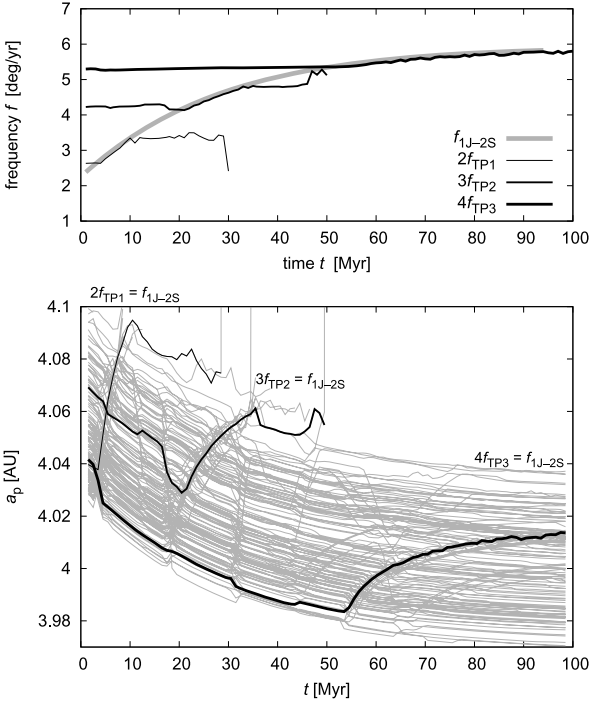 7
6
5
4
3
2
1
frequency f [deg/yr]
f1J–2S
2fTP1
3fTP2
4fTP3
0 10 20 30 40 50 60 70 80 90 100
time t [Myr]
2fTP1 = f1J–2S
4.1
4.08
3fTP2 = f1J–2S
4.06
4fTP3 = f1J–2S
4.04
ap [AU]
4.02
4
3.98
0 10 20 30 40 50 60 70 80 90 100
t [Myr]